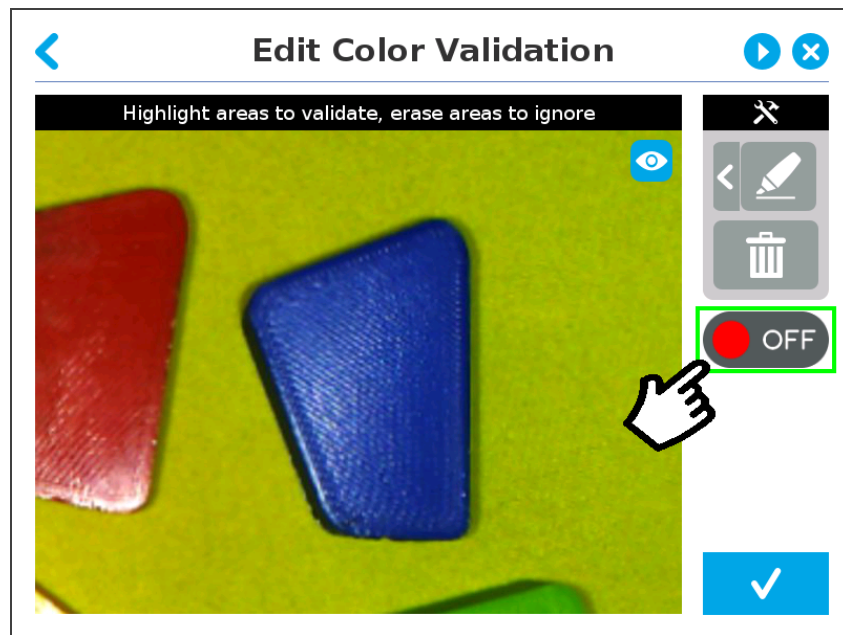 Edit Color Validation
Highlight areas to validate, erase areas to ignore
OFF